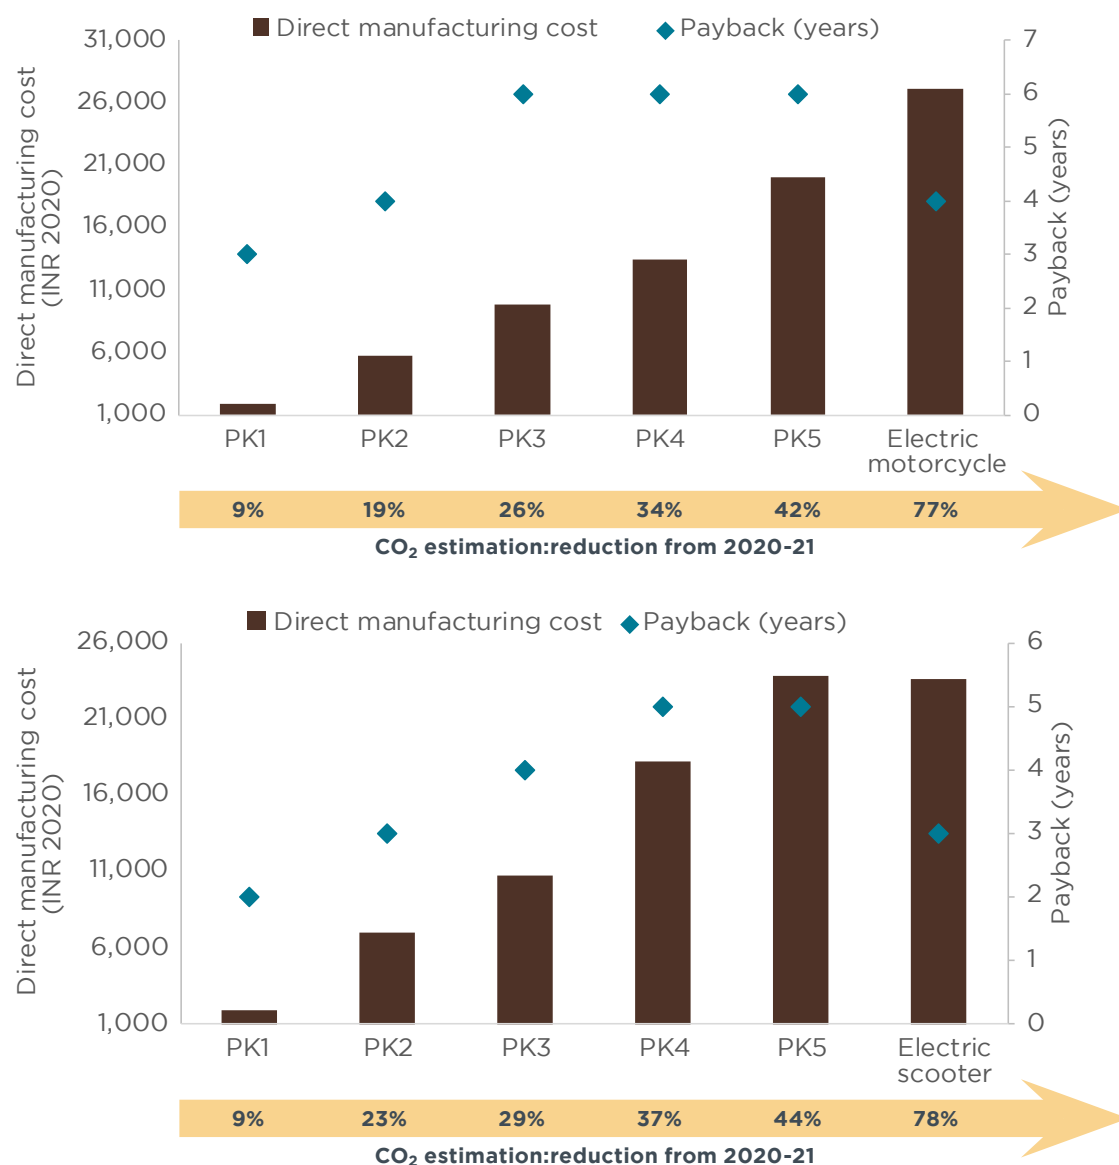 Direct manufacturing cost Payback (years)
Direct manufacturing cost
(INR 2020)
31,000
26,000
21,000
16,000
11,000
6,000
1,000
7
6
5
4
3
2
1
0
Payback (years)
PK1 PK2 PK3 PK4 PK5 Electric
motorcycle
9% 19% 26% 34% 42% 77%
CO₂ estimation:reduction from 2020-21
Direct manufacturing cost Payback (years)
Direct manufacturing cost
(INR 2020)
26,000
21,000
16,000
11,000
6,000
1,000
6
5
4
3
2
1
0
Payback (years)
PK1 PK2 PK3 PK4 PK5 Electric
scooter
9% 23% 29% 37% 44% 78%
CO₂ estimation:reduction from 2020-21